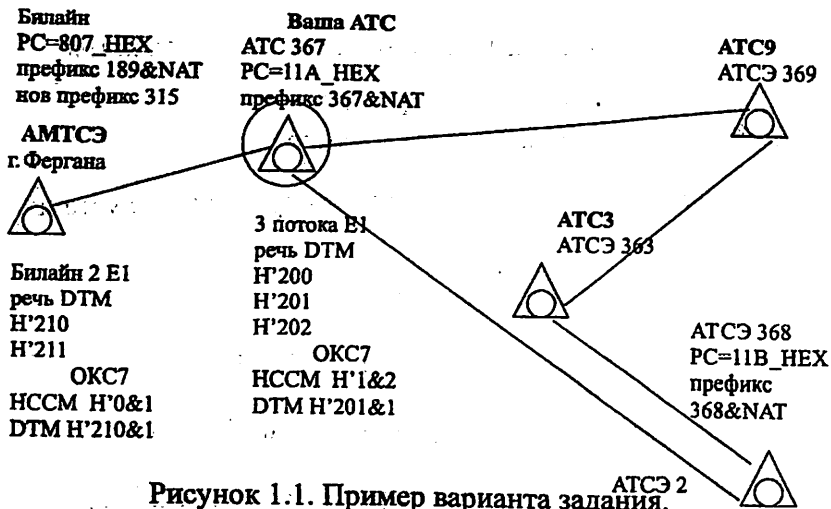 Билайн
PC=807_HEX
префикс 189&NAT
нов префикс 315
АМТСЭ
г. Фергана
Билайн 2 E1
речь DTM
H'210
H'211
ОКС7
HCCM H'0&1
DTM H'210&1
Ваша АТС
АТС 367
PC=11A_HEX
префикс 367&NAT
3 потока E1
речь DTM
H'200
H'201
H'202
ОКС7
HCCM H'1&2
DTM H'201&1
АТС9
АТСЭ 369
АТС3
АТСЭ 363
АТСЭ 368
PC=11B_HEX
префикс
368&NAT
АТСЭ 2
Рисунок 1.1. Пример варианта задания.